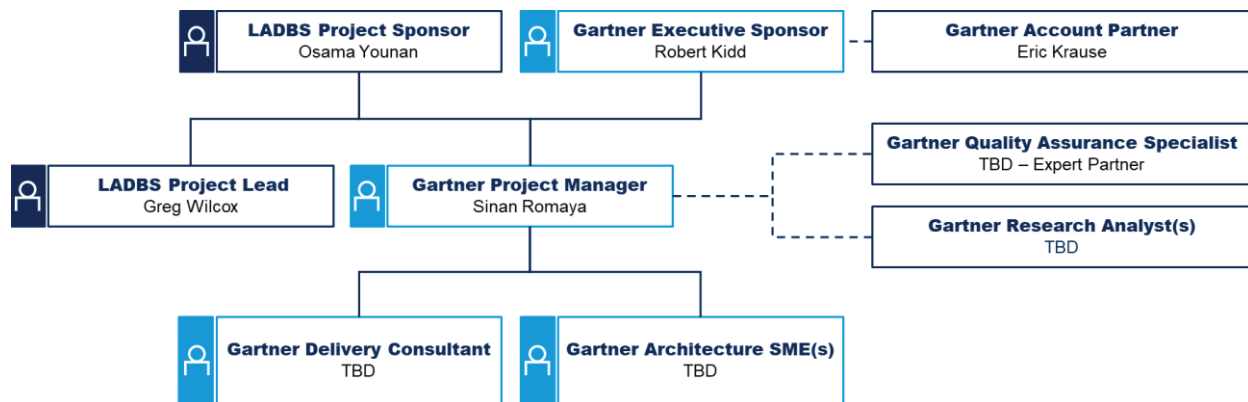 LADBS Project Sponsor
Osama Younan
Gartner Executive Sponsor
Robert Kidd
Gartner Account Partner
Eric Krause
Gartner Quality Assurance Specialist
TBD – Expert Partner
LADBS Project Lead
Greg Wilcox
Gartner Project Manager
Sinan Romaya
Gartner Research Analyst(s)
TBD
Gartner Delivery Consultant
TBD
Gartner Architecture SME(s)
TBD